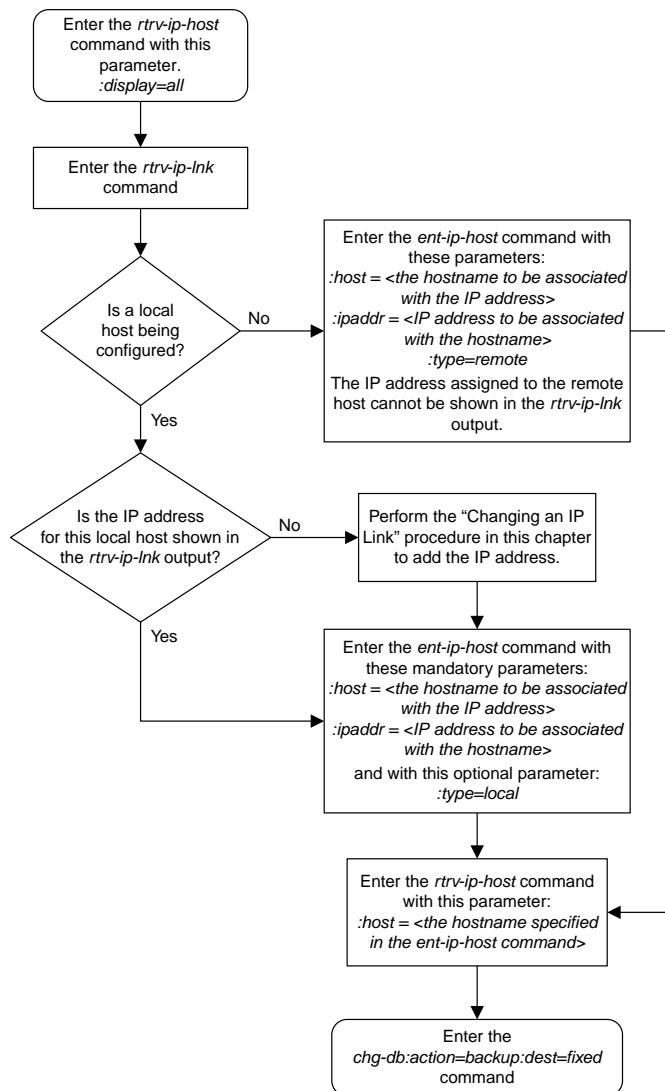 Enter the rtrv-ip-host
command with this
parameter.
:display=all
Enter the rtrv-ip-lnk
command
Is a local
host being
configured?
No
Enter the ent-ip-host command with
these parameters:
:host = <the hostname to be associated
with the IP address>
:ipaddr = <IP address to be associated
with the hostname>
:type=remote
The IP address assigned to the remote
host cannot be shown in the rtrv-ip-lnk
output.
Yes
Is the IP address
for this local host shown in
the rtrv-ip-lnk output?
No
Perform the “Changing an IP
Link” procedure in this chapter
to add the IP address.
Yes
Enter the ent-ip-host command with
these mandatory parameters:
:host = <the hostname to be associated
with the IP address>
:ipaddr = <IP address to be associated
with the hostname>
and with this optional parameter:
:type=local
Enter the rtrv-ip-host command
with this parameter:
:host = <the hostname specified
in the ent-ip-host command>
Enter the
chg-db:action=backup:dest=fixed
command